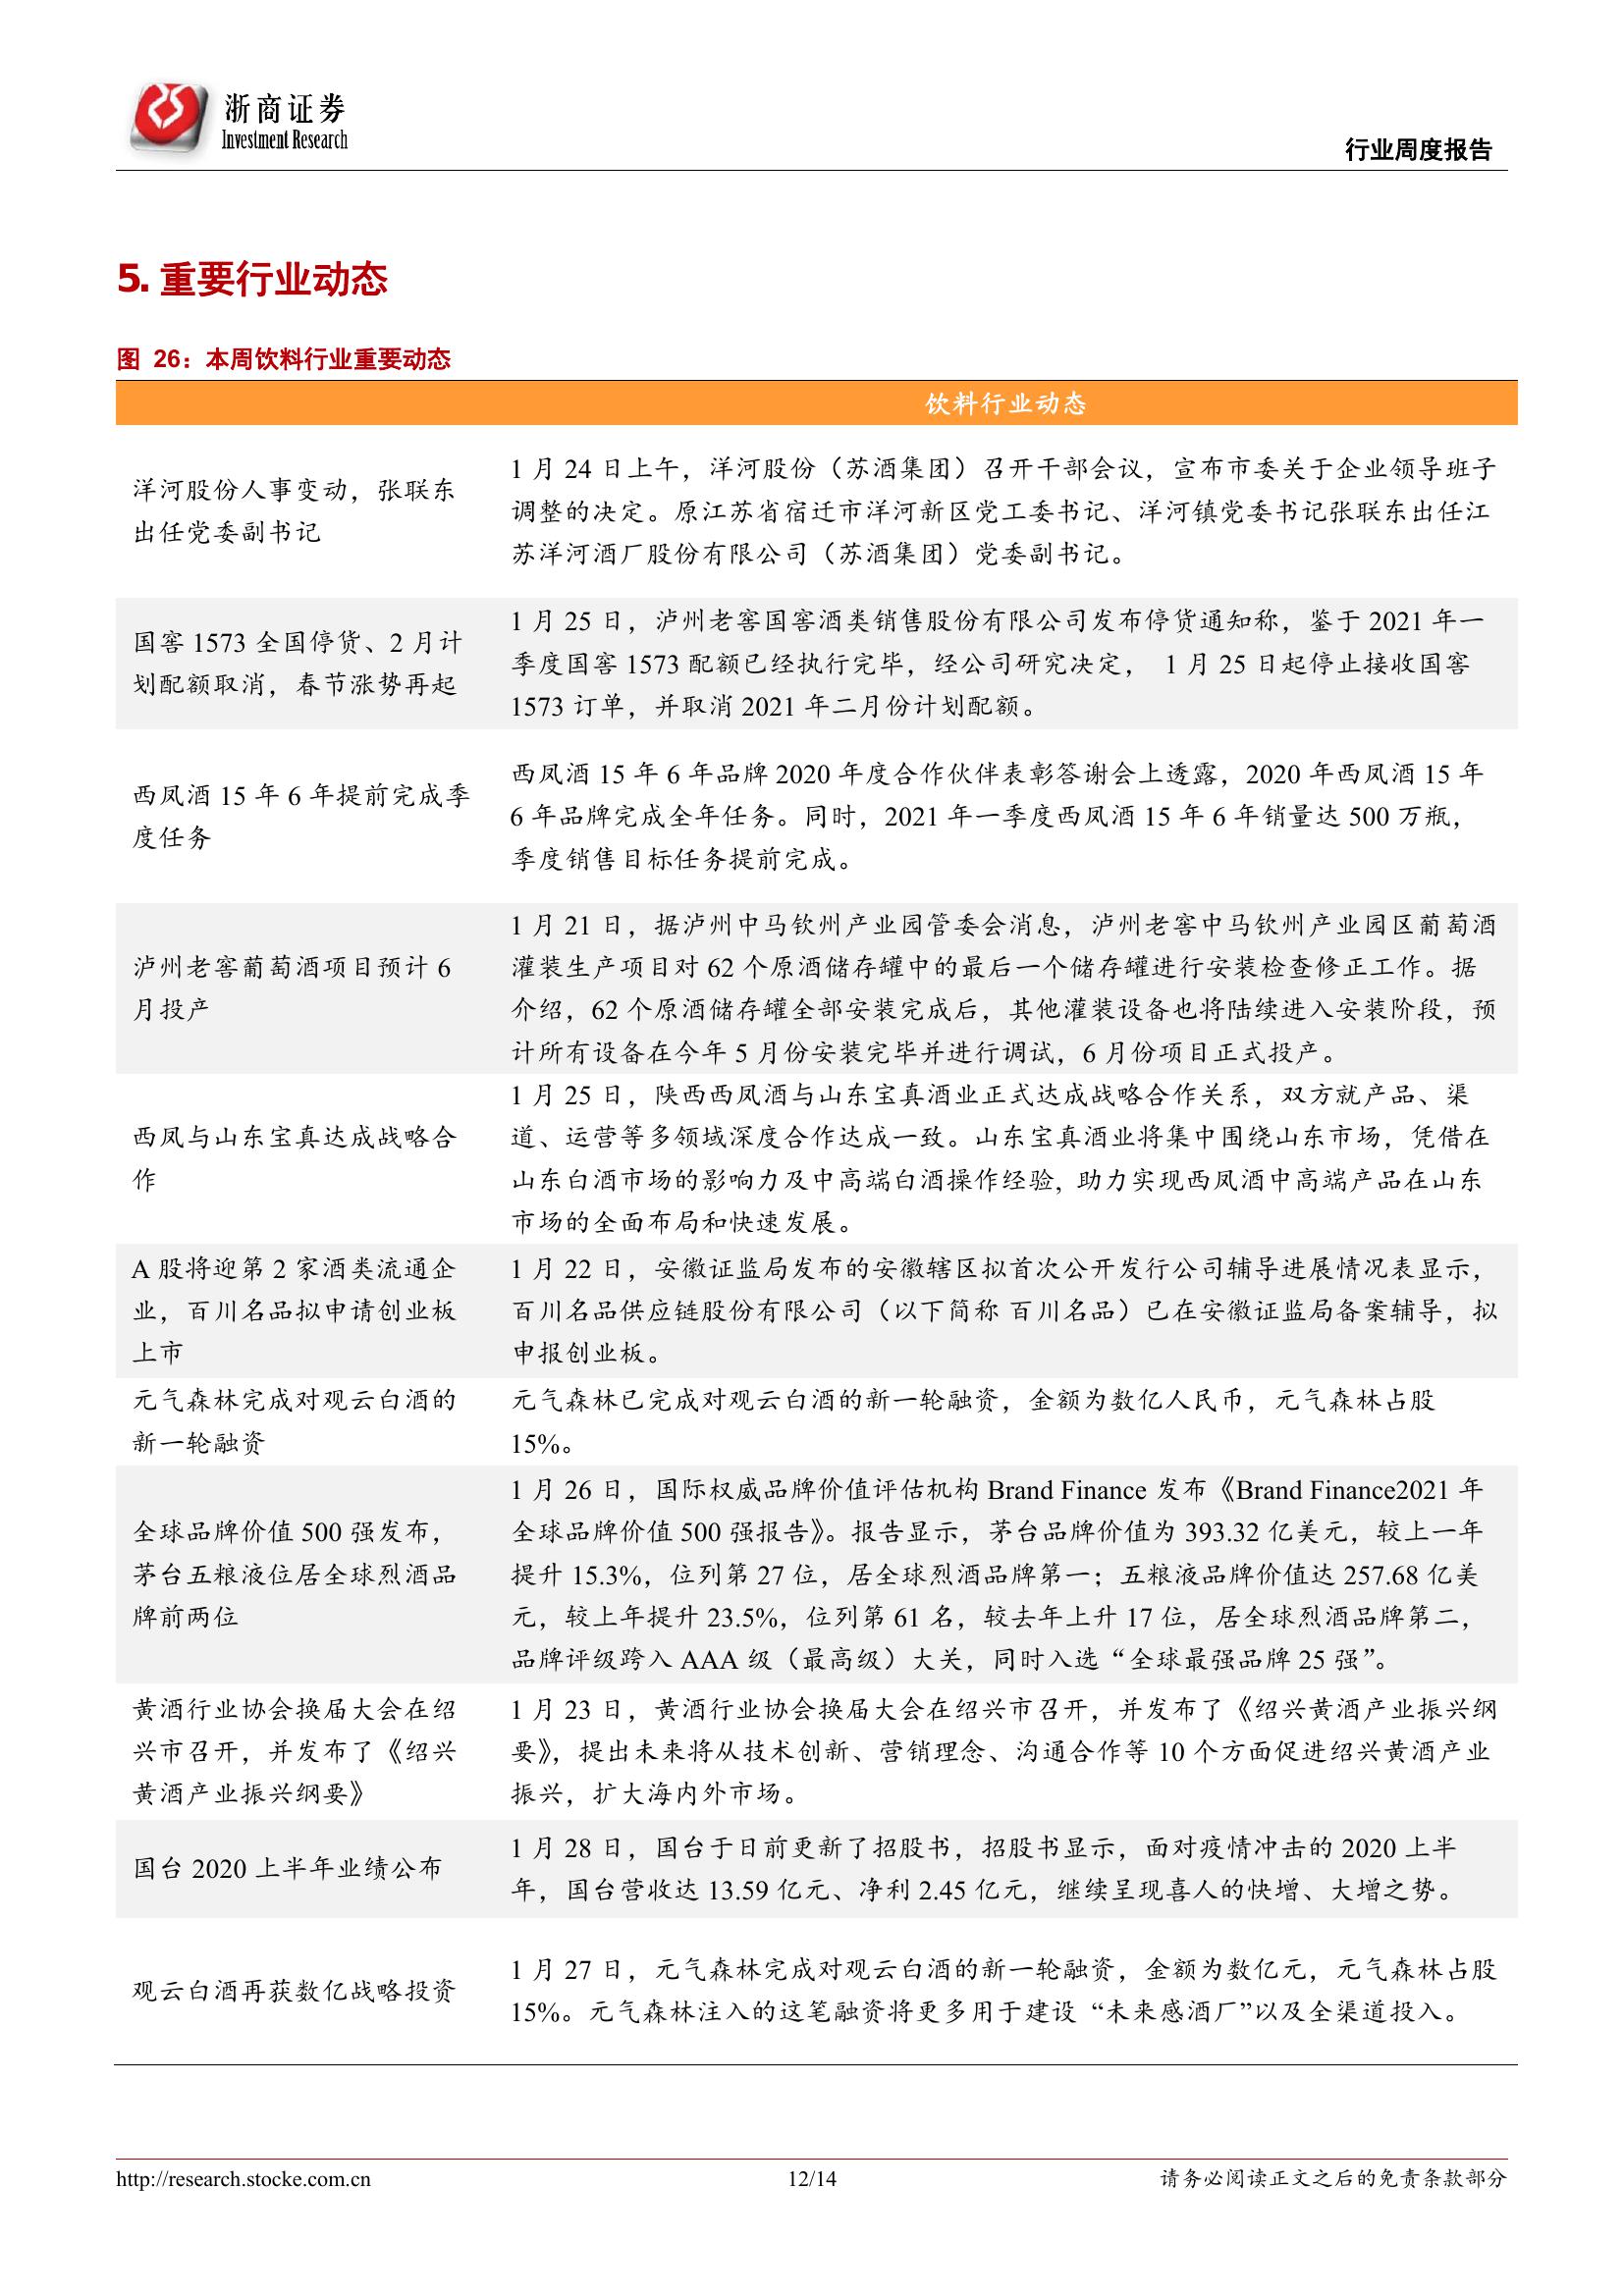 浙商证券
Investment Research
行业周度报告
5. 重要行业动态
图 26：本周饮料行业重要动态
饮料行业动态
洋河股份人事变动，张联东
出任党委副书记
1 月 24 日上午，洋河股份（苏酒集团）召开干部会议，宣布市委关于企业领导班子
调整的决定。原江苏省宿迁市洋河新区党工委书记、洋河镇党委书记张联东出任江
苏洋河酒厂股份有限公司（苏酒集团）党委副书记。
国窖 1573 全国停货、2 月计
划配额取消，春节涨势再起
1 月 25 日，泸州老窖国窖酒类销售股份有限公司发布停货通知称，鉴于 2021 年一
季度国窖 1573 配额已经执行完毕，经公司研究决定， 1 月 25 日起停止接收国窖
1573 订单，并取消 2021 年二月份计划配额。
西凤酒 15 年 6 年提前完成季
度任务
西凤酒 15 年 6 年品牌 2020 年度合作伙伴表彰答谢会上透露，2020 年西凤酒 15 年
6 年品牌完成全年任务。同时，2021 年一季度西凤酒 15 年 6 年销量达 500 万瓶，
季度销售目标任务提前完成。
泸州老窖葡萄酒项目预计 6
月投产
1 月 21 日，据泸州中马钦州产业园管委会消息，泸州老窖中马钦州产业园区葡萄酒
灌装生产项目对 62 个原酒储存罐中的最后一个储存罐进行安装检查修正工作。据
介绍，62 个原酒储存罐全部安装完成后，其他灌装设备也将陆续进入安装阶段，预
计所有设备在今年 5 月份安装完毕并进行调试，6 月份项目正式投产。
西凤与山东宝真达成战略合
作
1 月 25 日，陕西西凤酒与山东宝真酒业正式达成战略合作关系，双方就产品、渠
道、运营等多领域深度合作达成一致。山东宝真酒业将集中围绕山东市场，凭借在
山东白酒市场的影响力及中高端白酒操作经验, 助力实现西凤酒中高端产品在山东
市场的全面布局和快速发展。
A 股将迎第 2 家酒类流通企
业，百川名品拟申请创业板
上市
1 月 22 日，安徽证监局发布的安徽辖区拟首次公开发行公司辅导进展情况表显示，
百川名品供应链股份有限公司（以下简称 百川名品）已在安徽证监局备案辅导，拟
申报创业板。
元气森林完成对观云白酒的
新一轮融资
元气森林已完成对观云白酒的新一轮融资，金额为数亿人民币，元气森林占股
15%。
全球品牌价值 500 强发布，
茅台五粮液位居全球烈酒品
牌前两位
1 月 26 日，国际权威品牌价值评估机构 Brand Finance 发布《Brand Finance2021 年
全球品牌价值 500 强报告》。报告显示，茅台品牌价值为 393.32 亿美元，较上一年
提升 15.3%，位列第 27 位，居全球烈酒品牌第一；五粮液品牌价值达 257.68 亿美
元，较上年提升 23.5%，位列第 61 名，较去年上升 17 位，居全球烈酒品牌第二，
品牌评级跨入 AAA 级（最高级）大关，同时入选“全球最强品牌 25 强”。
黄酒行业协会换届大会在绍
兴市召开，并发布了《绍兴
黄酒产业振兴纲要》
1 月 23 日，黄酒行业协会换届大会在绍兴市召开，并发布了《绍兴黄酒产业振兴纲
要》，提出未来将从技术创新、营销理念、沟通合作等 10 个方面促进绍兴黄酒产业
振兴，扩大海内外市场。
国台 2020 上半年业绩公布
1 月 28 日，国台于日前更新了招股书，招股书显示，面对疫情冲击的 2020 上半
年，国台营收达 13.59 亿元、净利 2.45 亿元，继续呈现喜人的快增、大增之势。
观云白酒再获数亿战略投资
1 月 27 日，元气森林完成对观云白酒的新一轮融资，金额为数亿元，元气森林占股
15%。元气森林注入的这笔融资将更多用于建设 “未来感酒厂”以及全渠道投入。
http://research.stocke.com.cn
12/14
请务必阅读正文之后的免责条款部分